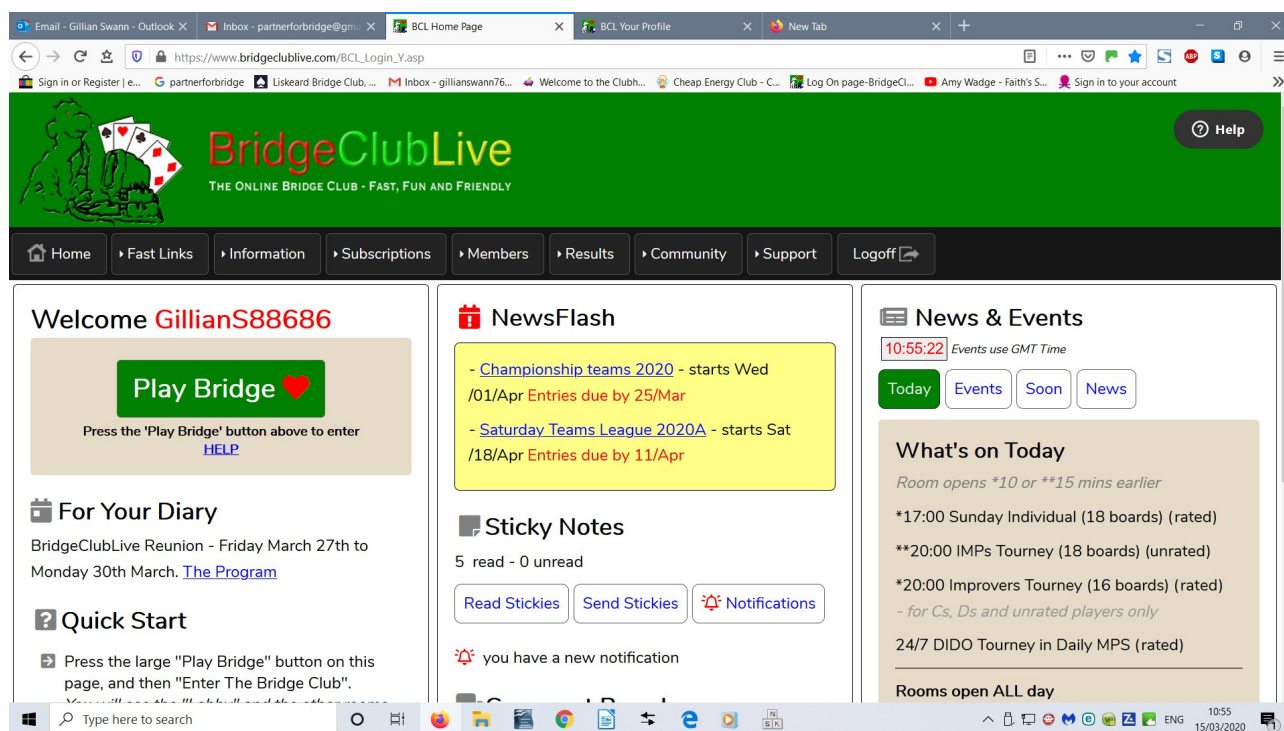 Email - Gillian Swann - Outlook
Inbox - partnerforbridge@gma
BCL Home Page
BCL Your Profile
New Tab
https://www.bridgeclublive.com/BCL_Login_Y.asp
Sign in or Register | e...
partnerforbridge
Liskeard Bridge Club, ...
Inbox - gillianswann76...
Welcome to the Clubh...
Cheap Energy Club - C...
Log On page-BridgeCl...
Amy Wadge - Faith's S...
Sign in to your account
BridgeClubLive
THE ONLINE BRIDGE CLUB - FAST, FUN AND FRIENDLY
Help
Home
Fast Links
Information
Subscriptions
Members
Results
Community
Support
Logoff
Welcome GillianS88686
Play Bridge
Press the 'Play Bridge' button above to enter
HELP
For Your Diary
BridgeClubLive Reunion - Friday March 27th to
Monday 30th March. The Program
Quick Start
Press the large "Play Bridge" button on this
page, and then "Enter The Bridge Club".
You will see the "Lobby" and the other rooms
NewsFlash
- Championship teams 2020 - starts Wed
/01/Apr Entries due by 25/Mar
- Saturday Teams League 2020A - starts Sat
/18/Apr Entries due by 11/Apr
Sticky Notes
5 read - 0 unread
Read Stickies
Send Stickies
Notifications
you have a new notification
News & Events
10:55:22 Events use GMT Time
Today
Events
Soon
News
What's on Today
Room opens *10 or **15 mins earlier
*17:00 Sunday Individual (18 boards) (rated)
**20:00 IMPs Tourney (18 boards) (unrated)
*20:00 Improvers Tourney (16 boards) (rated)
- for Cs, Ds and unrated players only
24/7 DIDO Tourney in Daily MPS (rated)
Rooms open ALL day
Type here to search
ENG
10:55
15/03/2020